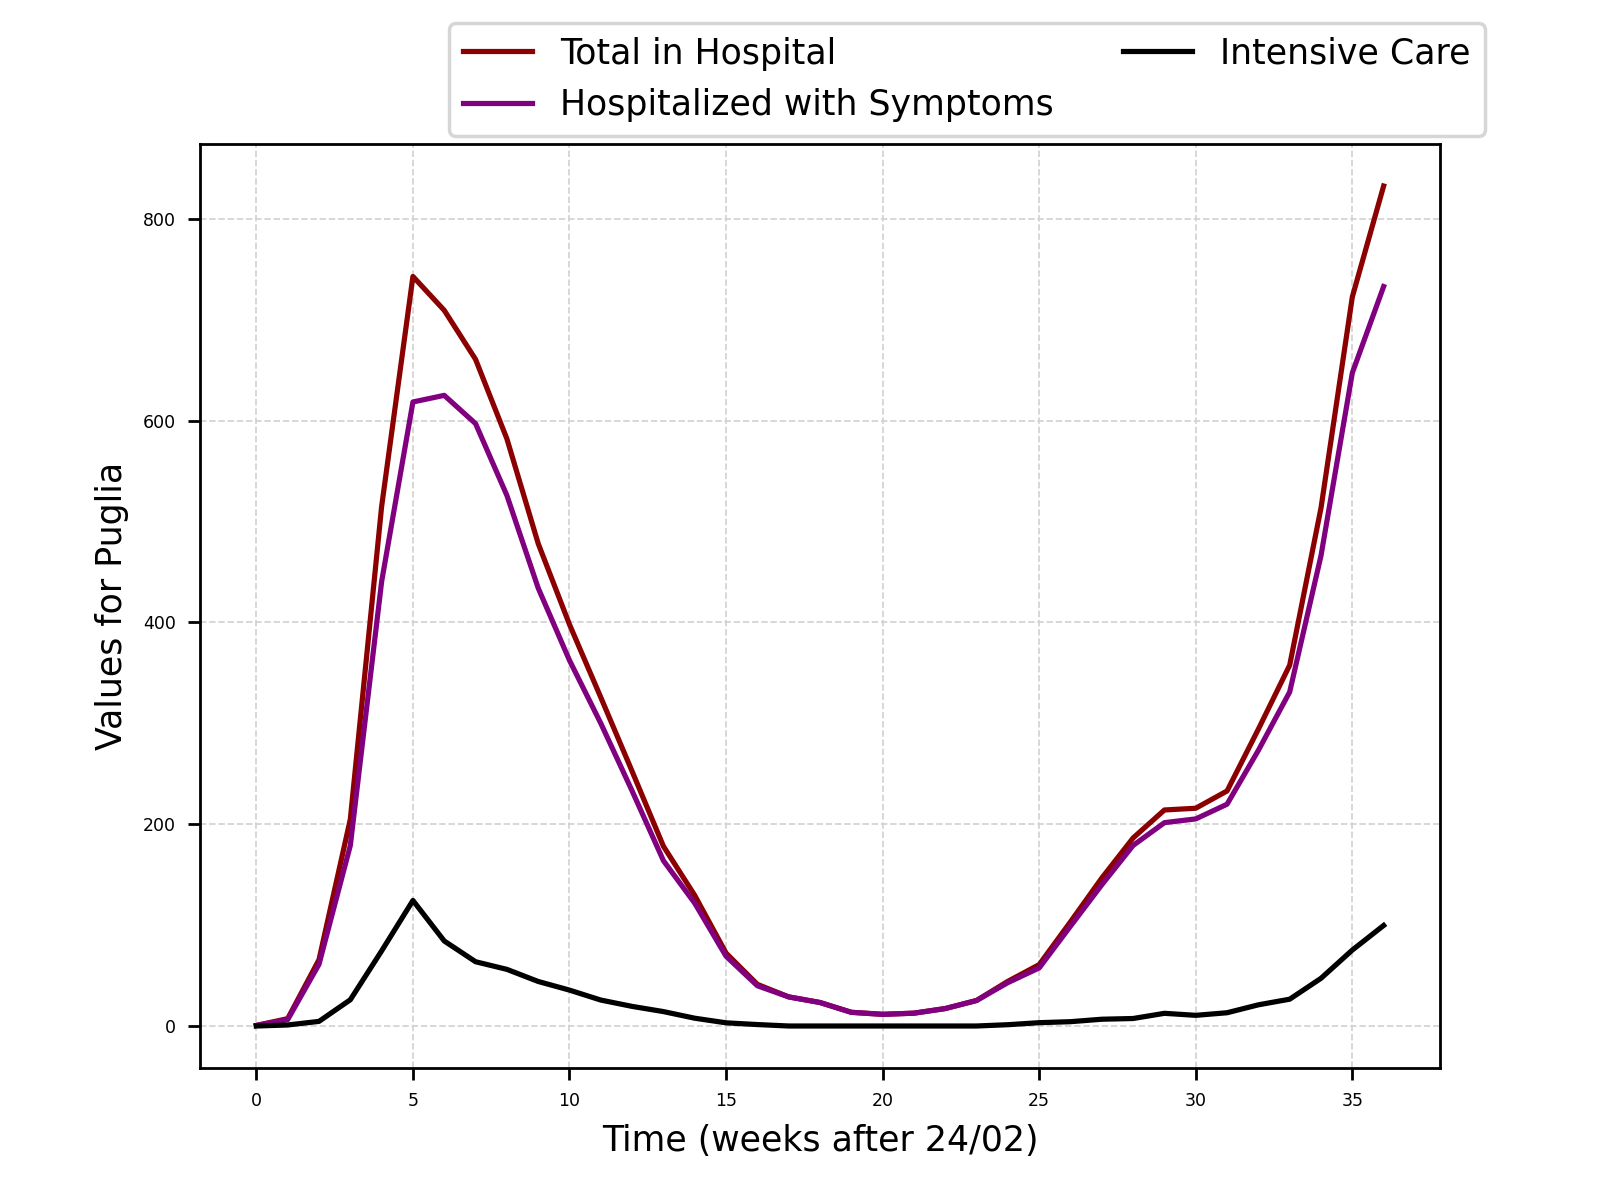 Total in Hospital
Hospitalized with Symptoms
Intensive Care
800
600
400
200
0
Values for Puglia
0 5 10 15 20 25 30 35
Time (weeks after 24/02)